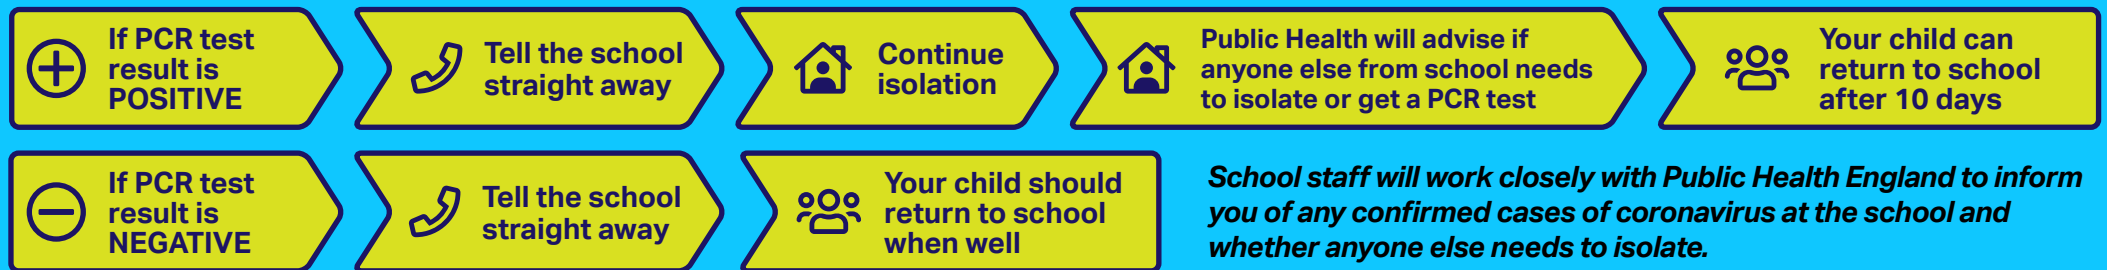 If PCR test
result is
POSITIVE
Tell the school
straight away
Continue
isolation
Public Health will advise if
anyone else from school needs
to isolate or get a PCR test
Your child can
return to school
after 10 days
If PCR test
result is
NEGATIVE
Tell the school
straight away
Your child should
return to school
when well
School staff will work closely with Public Health England to inform
you of any confirmed cases of coronavirus at the school and
whether anyone else needs to isolate.